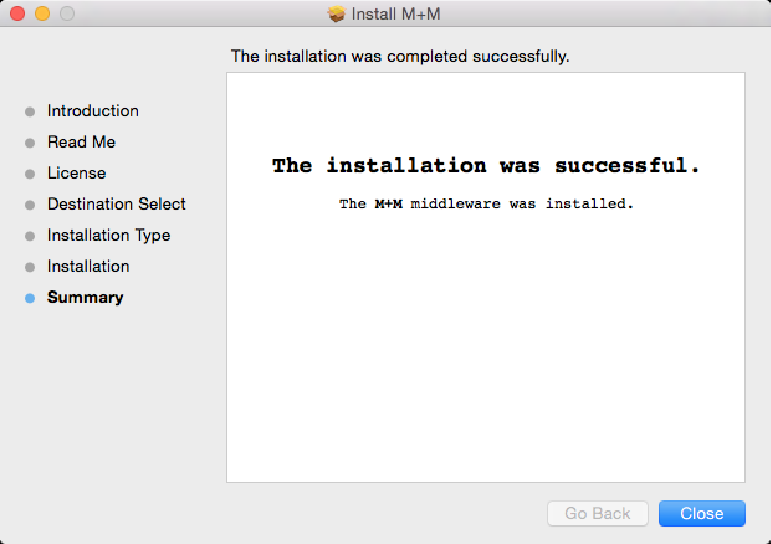 Install M+M
The installation was completed successfully.
Introduction
Read Me
License
Destination Select
Installation Type
Installation
Summary
The installation was successful.
The M+M middleware was installed.
Go Back
Close